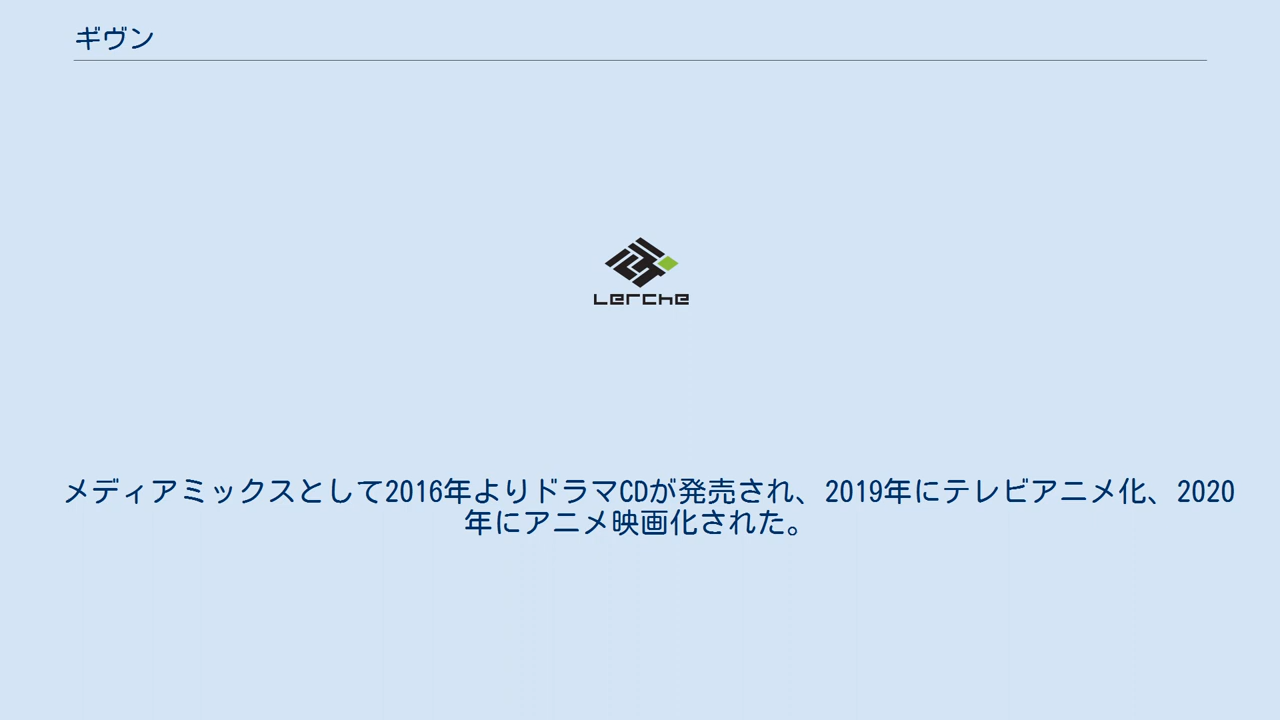 ギヴン
Lerche
メディアミックスとして2016年よりドラマCDが発売され、2019年にテレビアニメ化、2020
年にアニメ映画化された。